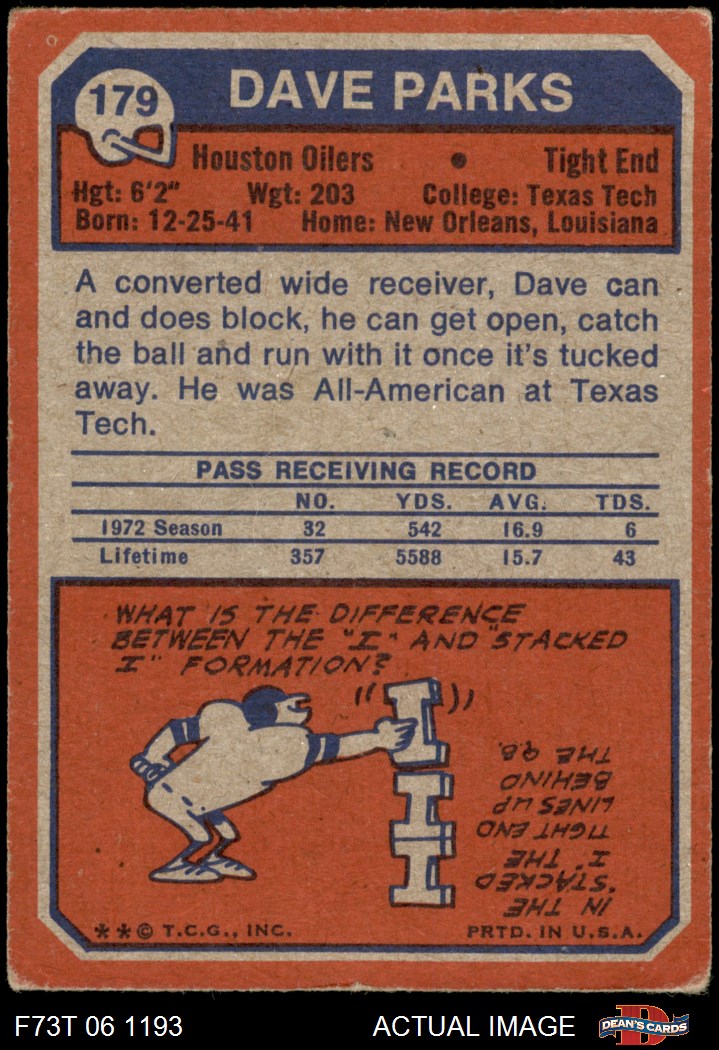 179
DAVE PARKS
Houston Oilers • Tight End
Hgt: 6'2" Wgt: 203 College: Texas Tech
Born: 12-25-41 Home: New Orleans, Louisiana
A converted wide receiver, Dave can
and does block, he can get open, catch
the ball and run with it once it's tucked
away. He was All-American at Texas
Tech.
PASS RECEIVING RECORD
NO. YDS. AVG. TDS.
1972 Season 32 542 16.9 6
Lifetime 357 5588 15.7 43
WHAT IS THE DIFFERENCE
BETWEEN THE "I" AND "STACKED
I" FORMATION?
I
I
I
IN THE
"STACKED
I", THE
TIGHT END
LINES UP
BEHIND
THE Q.B.
**© T.C.G., INC. PRTD. IN U.S.A.
F73T 06 1193 ACTUAL IMAGE
D
DEAN'S CARDS